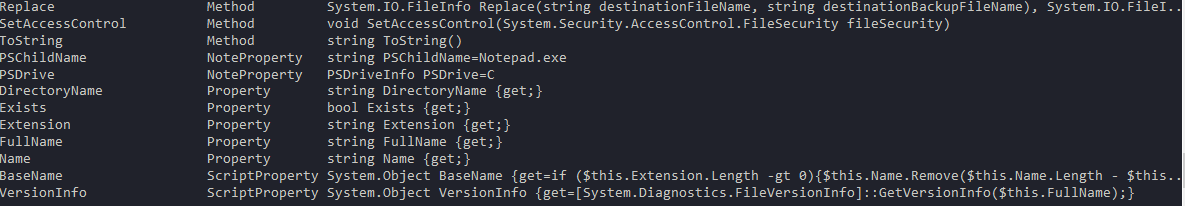 Replace Method System.IO.FileInfo Replace(string destinationFileName, string destinationBackupFileName), System.IO.FileI..
SetAccessControl Method void SetAccessControl(System.Security.AccessControl.FileSecurity fileSecurity)
ToString Method string ToString()
PSChildName NoteProperty string PSChildName=Notepad.exe
PSDrive NoteProperty PSDriveInfo PSDrive=C
DirectoryName Property string DirectoryName {get;}
Exists Property bool Exists {get;}
Extension Property string Extension {get;}
FullName Property string FullName {get;}
Name Property string Name {get;}
BaseName ScriptProperty System.Object BaseName {get=if ($this.Extension.Length -gt 0){$this.Name.Remove($this.Name.Length - $this..
VersionInfo ScriptProperty System.Object VersionInfo {get=[System.Diagnostics.FileVersionInfo]::GetVersionInfo($this.FullName);}